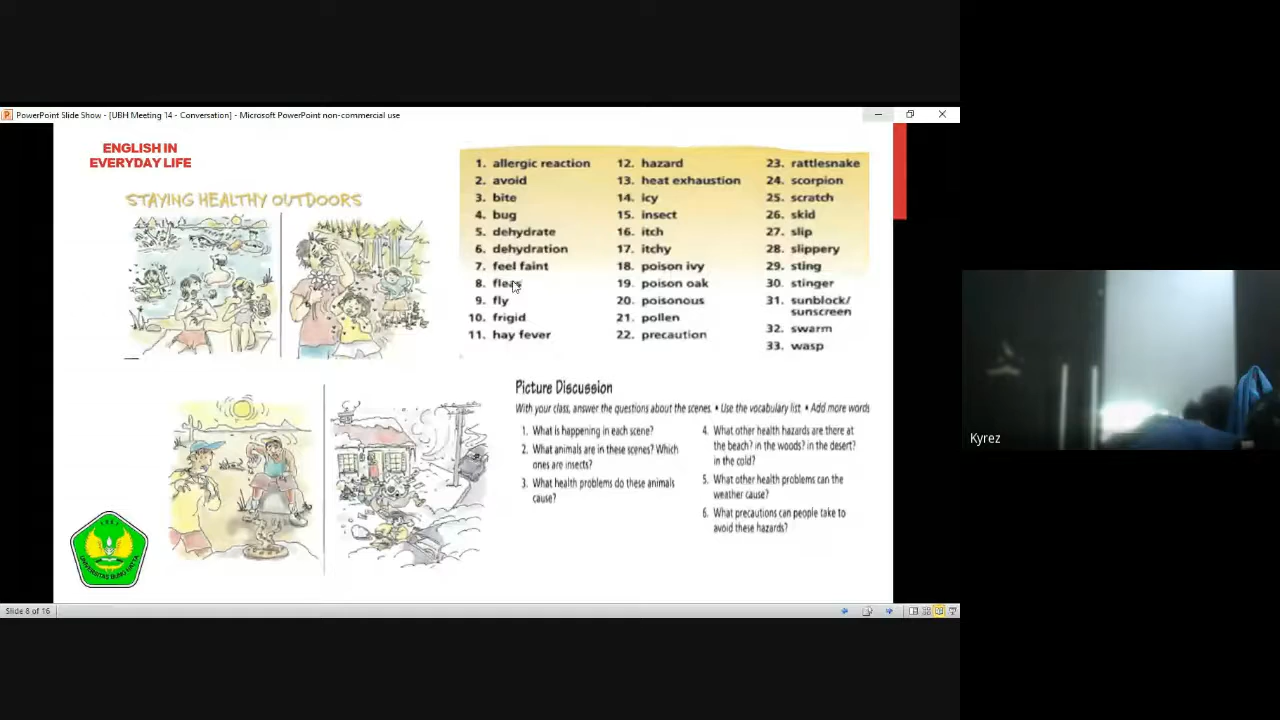 PowerPoint Slide Show - [UBH Meeting 14 - Conversation] - Microsoft PowerPoint non-commercial use
ENGLISH IN
EVERYDAY LIFE
STAYING HEALTHY OUTDOORS
1. allergic reaction
2. avoid
3. bite
4. bug
5. dehydrate
6. dehydration
7. feel faint
8. fleas
9. fly
10. frigid
11. hay fever
12. hazard
13. heat exhaustion
14. icy
15. insect
16. itch
17. itchy
18. poison ivy
19. poison oak
20. poisonous
21. pollen
22. precaution
23. rattlesnake
24. scorpion
25. scratch
26. skid
27. slip
28. slippery
29. sting
30. stinger
31. sunblock/
sunscreen
32. swarm
33. wasp
Picture Discussion
With your class, answer the questions about the scenes. • Use the vocabulary list • Add more words
1. What is happening in each scene?
2. What animals are in these scenes? Which
ones are insects?
3. What health problems do these animals
cause?
4. What other health hazards are there at
the beach? in the woods? in the desert?
in the cold?
5. What other health problems can the
weather cause?
6. What precautions can people take to
avoid these hazards?
UNIVERSITAS BUNG HATTA
Slide 8 of 16
Kyrez